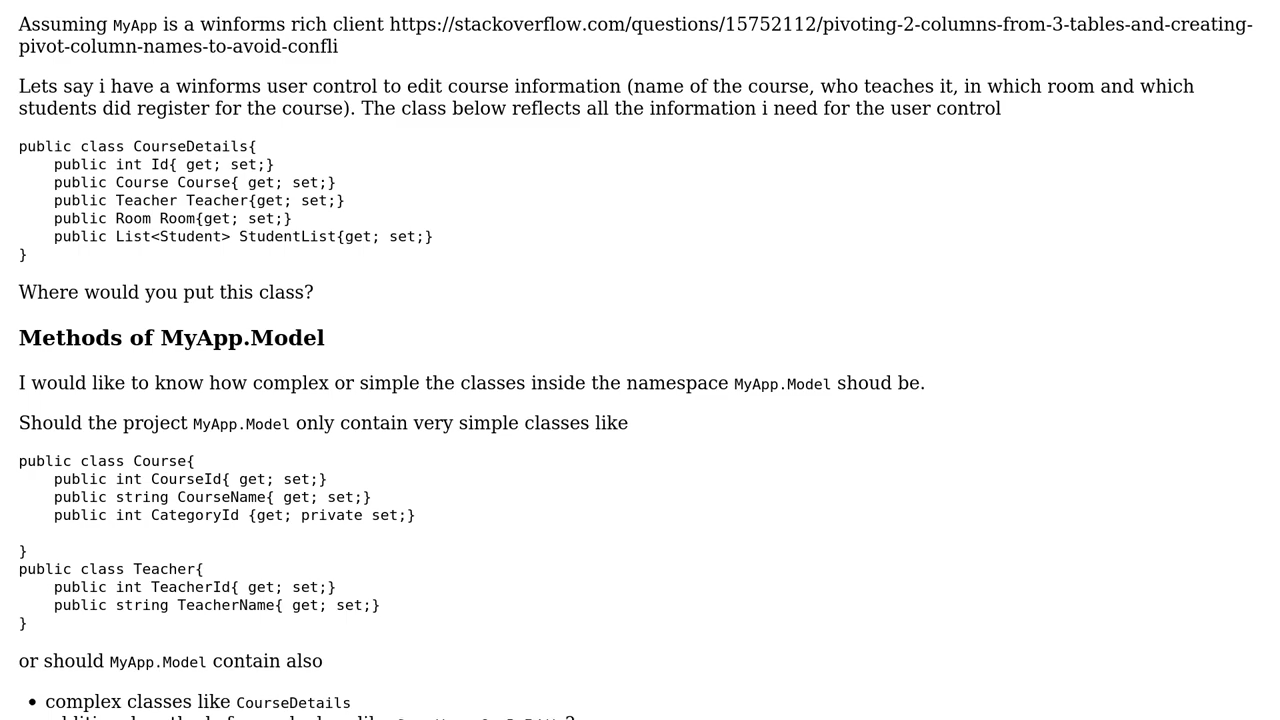 Assuming MyApp is a winforms rich client https://stackoverflow.com/questions/15752112/pivoting-2-columns-from-3-tables-and-creating-
pivot-column-names-to-avoid-confli
Lets say i have a winforms user control to edit course information (name of the course, who teaches it, in which room and which
students did register for the course). The class below reflects all the information i need for the user control
public class CourseDetails{
    public int Id{ get; set;}
    public Course Course{ get; set;}
    public Teacher Teacher{get; set;}
    public Room Room{get; set;}
    public List<Student> StudentList{get; set;}
}
Where would you put this class?
Methods of MyApp.Model
I would like to know how complex or simple the classes inside the namespace MyApp.Model shoud be.
Should the project MyApp.Model only contain very simple classes like
public class Course{
    public int CourseId{ get; set;}
    public string CourseName{ get; set;}
    public int CategoryId {get; private set;}
}
public class Teacher{
    public int TeacherId{ get; set;}
    public string TeacherName{ get; set;}
}
or should MyApp.Model contain also
• complex classes like CourseDetails